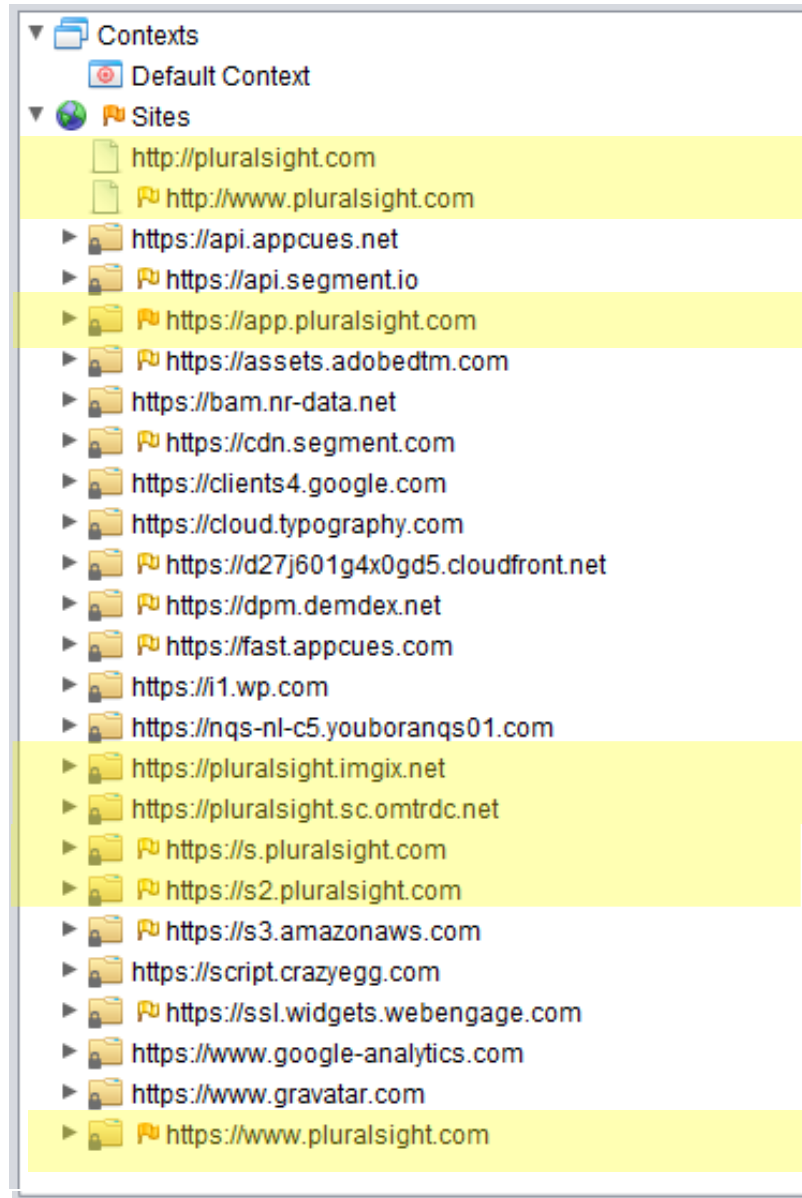 Contexts
Default Context
Sites
http://pluralsight.com
http://www.pluralsight.com
https://api.appcues.net
https://api.segment.io
https://app.pluralsight.com
https://assets.adobedtm.com
https://bam.nr-data.net
https://cdn.segment.com
https://clients4.google.com
https://cloud.typography.com
https://d27j601g4x0gd5.cloudfront.net
https://dpm.demdex.net
https://fast.appcues.com
https://i1.wp.com
https://nqs-nl-c5.youboranqs01.com
https://pluralsight.imgix.net
https://pluralsight.sc.omtrdc.net
https://s.pluralsight.com
https://s2.pluralsight.com
https://s3.amazonaws.com
https://script.crazyegg.com
https://ssl.widgets.webengage.com
https://www.google-analytics.com
https://www.gravatar.com
https://www.pluralsight.com